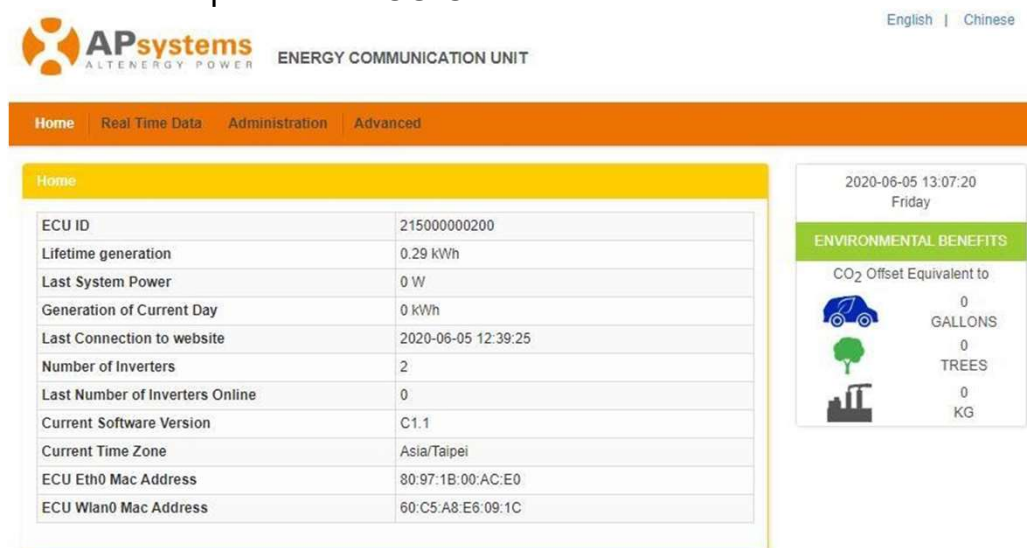 English | Chinese
APsystems
ALTENERGY POWER
ENERGY COMMUNICATION UNIT
Home Real Time Data Administration Advanced
Home
ECU ID 215000000200
Lifetime generation 0.29 kWh
Last System Power 0 W
Generation of Current Day 0 kWh
Last Connection to website 2020-06-05 12:39:25
Number of Inverters 2
Last Number of Inverters Online 0
Current Software Version C1.1
Current Time Zone Asia/Taipei
ECU Eth0 Mac Address 80:97:1B:00:AC:E0
ECU Wlan0 Mac Address 60:C5:A8:E6:09:1C
2020-06-05 13:07:20
Friday
ENVIRONMENTAL BENEFITS
CO2 Offset Equivalent to
0
GALLONS
0
TREES
0
KG